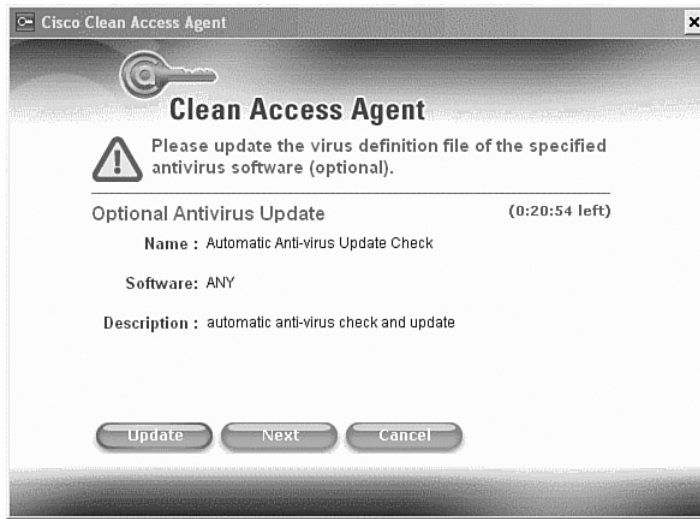 Cisco Clean Access Agent
Clean Access Agent
Please update the virus definition file of the specified
antivirus software (optional).
Optional Antivirus Update (0:20:54 left)
Name : Automatic Anti-virus Update Check
Software: ANY
Description : automatic anti-virus check and update
Update Next Cancel